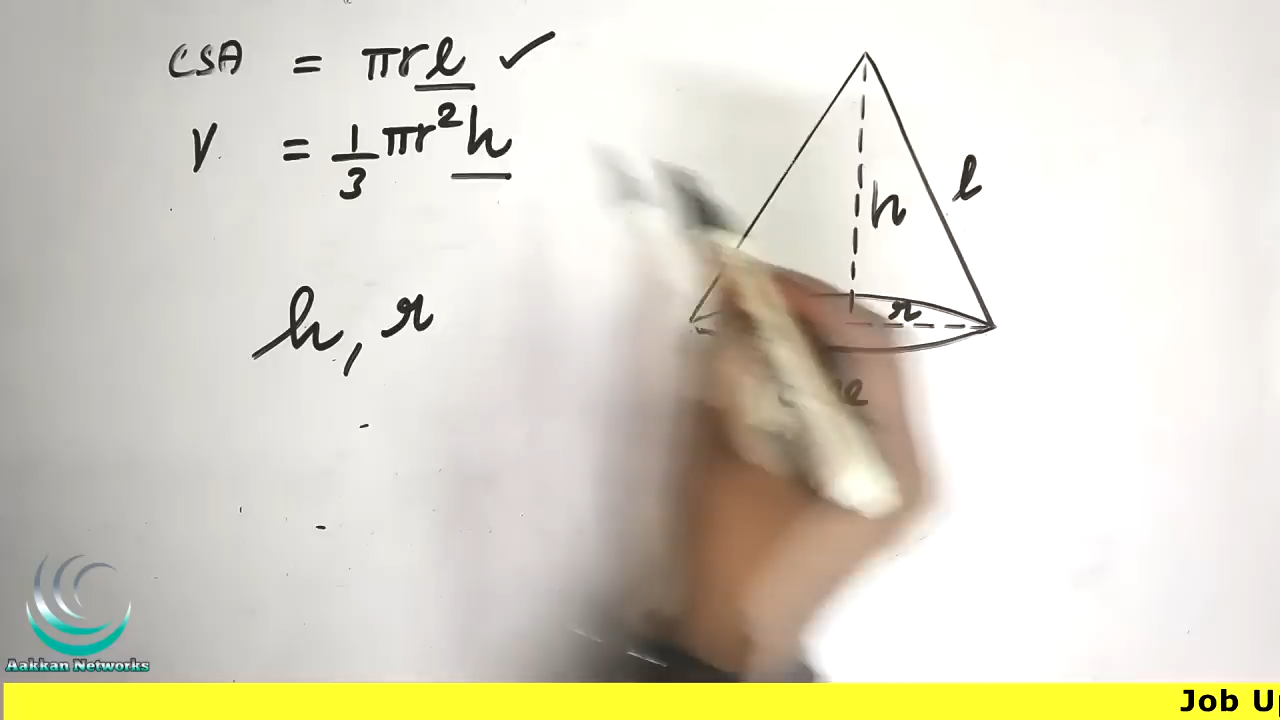 CSA = πrl ✓
V = 1/3 πr²h
h, r
h
l
r
Aakkan Networks
Job